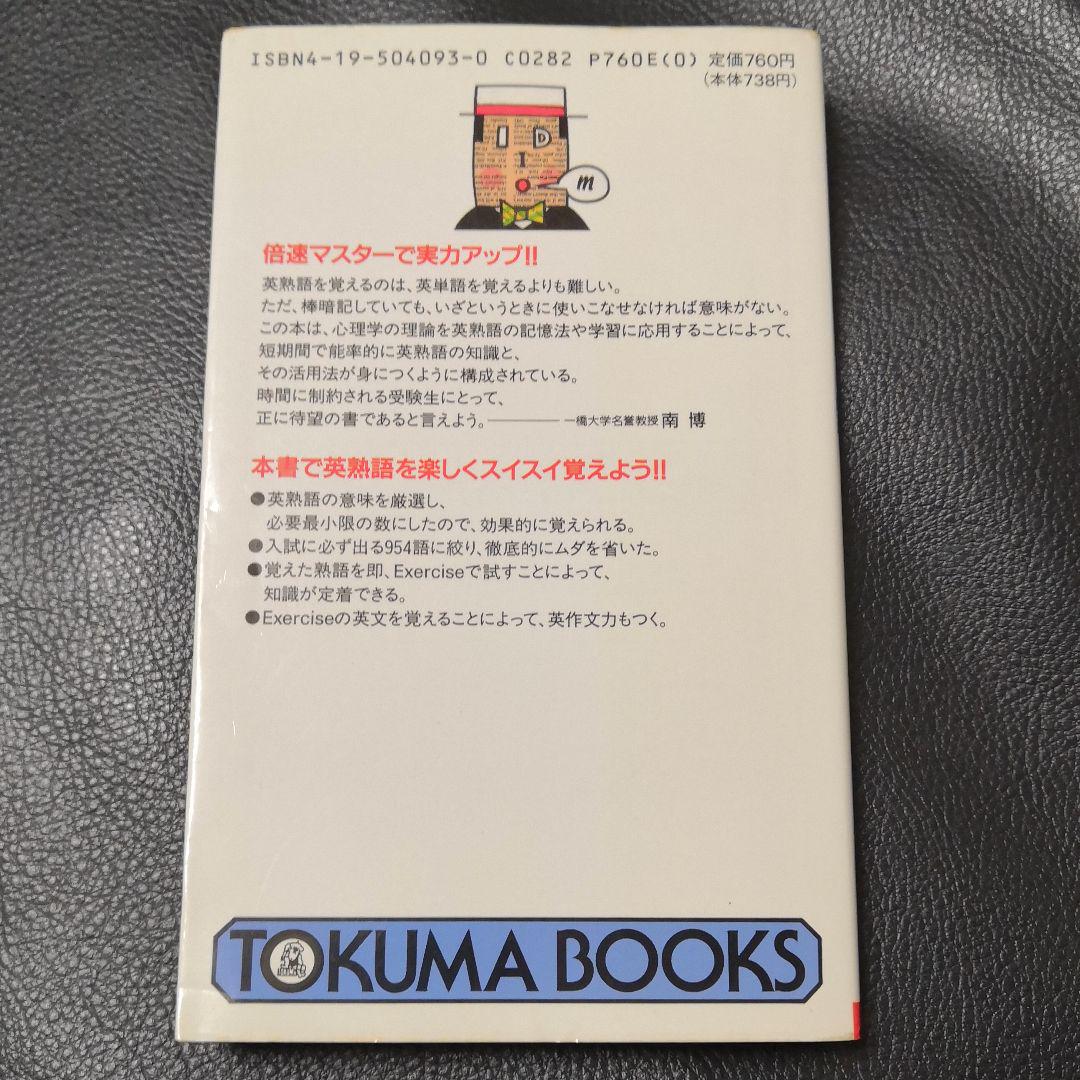 ISBN4-19-504093-0 C0282 P760E(0) 定価760円
(本体738円)
I D
I
m
倍速マスターで実力アップ!!
英熟語を覚えるのは、英単語を覚えるよりも難しい。
ただ、棒暗記していても、いざというときに使いこなせなければ意味がない。
この本は、心理学の理論を英熟語の記憶法や学習に応用することによって、
短期間で能率的に英熟語の知識と、
その活用法が身につくように構成されている。
時間に制約される受験生にとって、
正に待望の書であると言えよう。―― 一橋大学名誉教授 南 博
本書で英熟語を楽しくスイスイ覚えよう!!
●英熟語の意味を厳選し、
必要最小限の数にしたので、効果的に覚えられる。
●入試に必ず出る954語に絞り、徹底的にムダを省いた。
●覚えた熟語を即、Exerciseで試すことによって、
知識が定着できる。
●Exerciseの英文を覚えることによって、英作文力もつく。
TOKUMA BOOKS